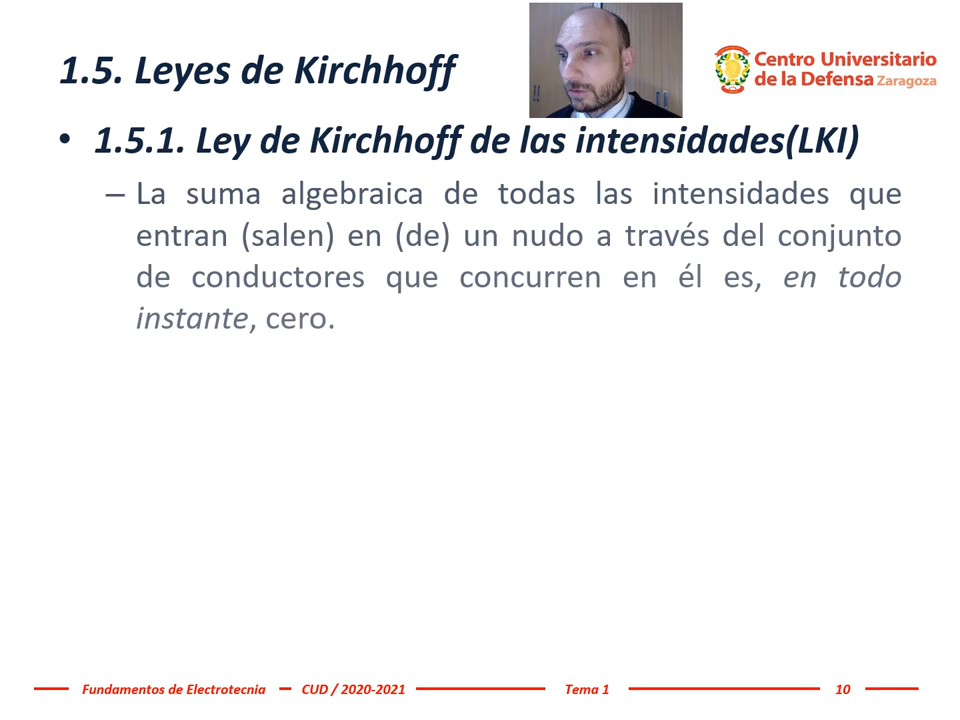 1.5. Leyes de Kirchhoff
Centro Universitario
de la Defensa Zaragoza
• 1.5.1. Ley de Kirchhoff de las intensidades(LKI)
– La suma algebraica de todas las intensidades que
entran (salen) en (de) un nudo a través del conjunto
de conductores que concurren en él es, en todo
instante, cero.
Fundamentos de Electrotecnia CUD / 2020-2021 Tema 1 10